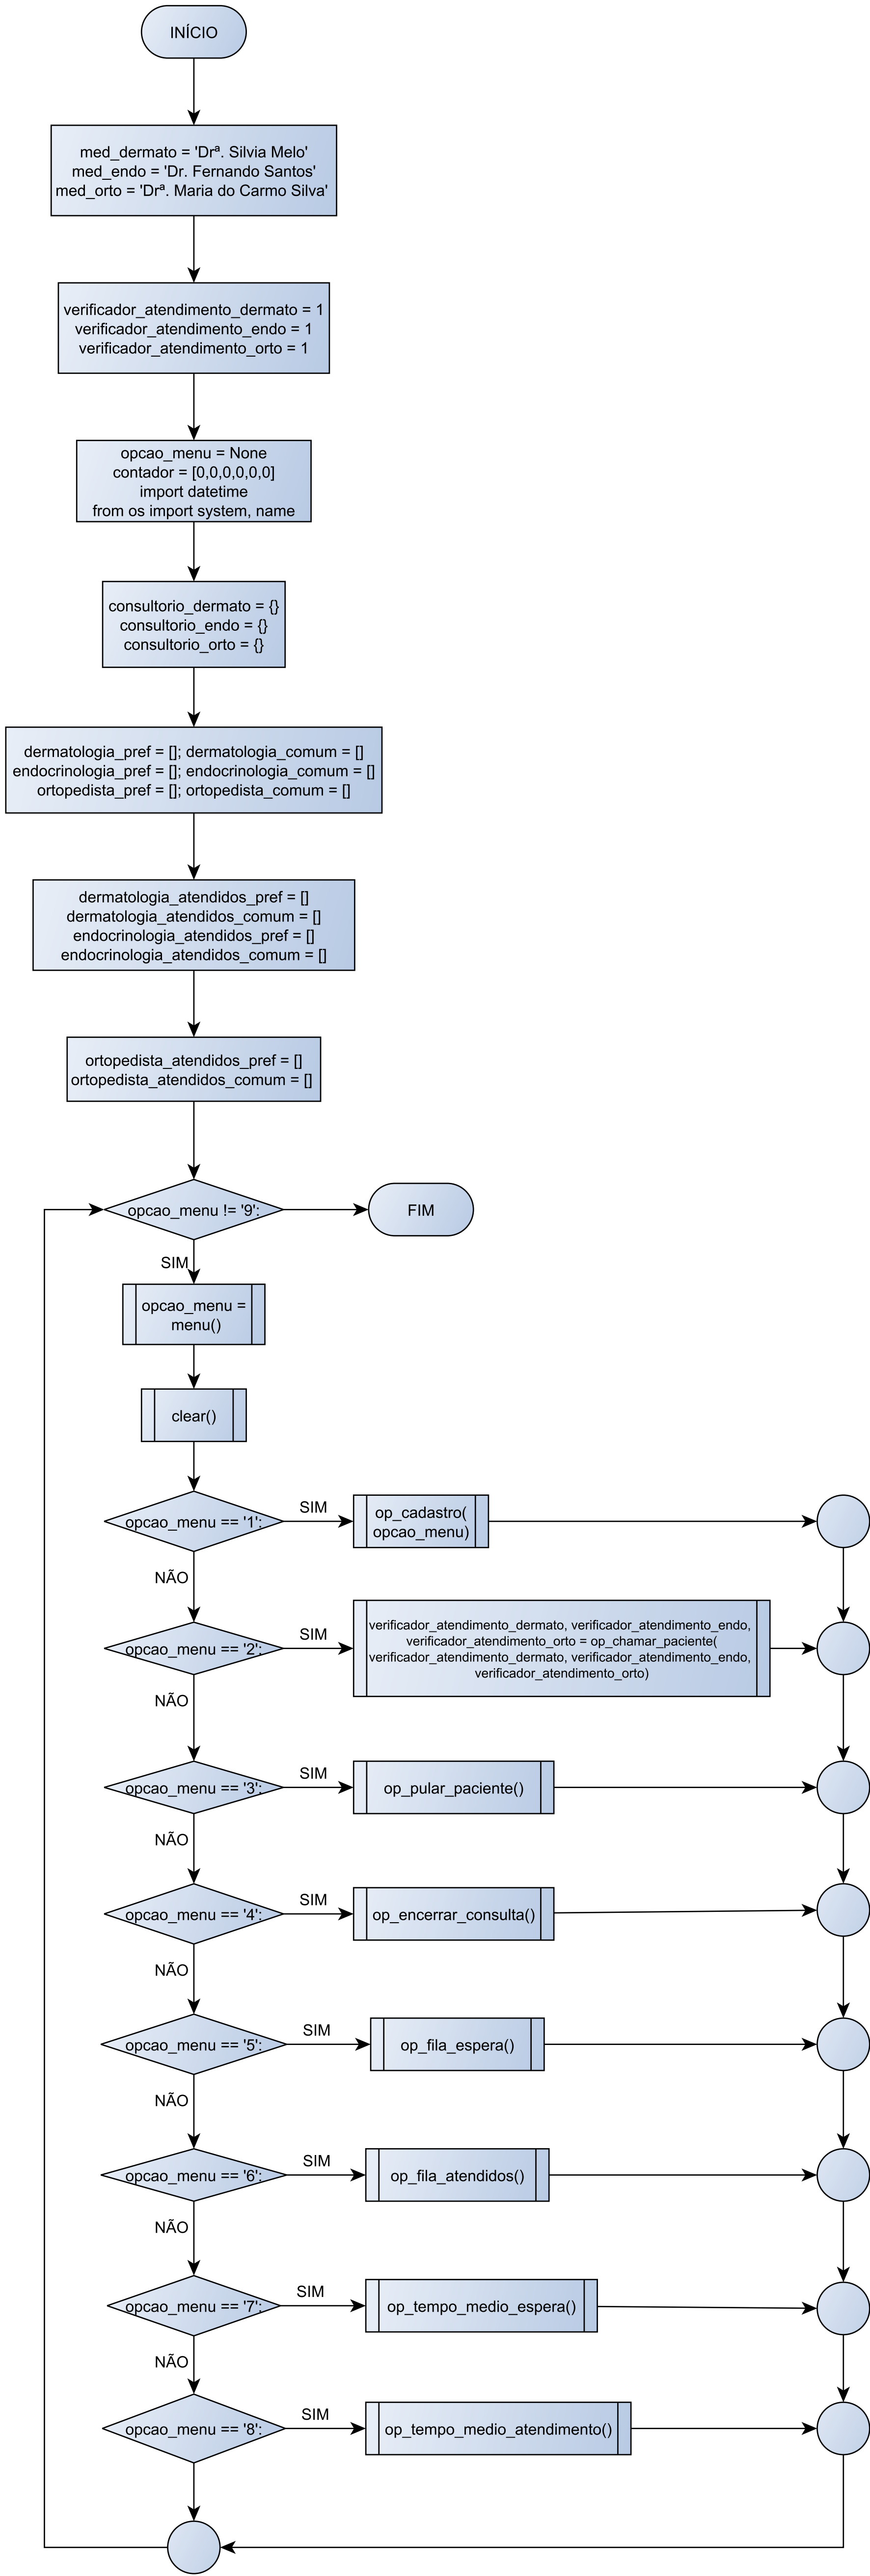 INÍCIO
med_dermato = 'Drª. Silvia Melo'
med_endo = 'Dr. Fernando Santos'
med_orto = 'Drª. Maria do Carmo Silva'
verificador_atendimento_dermato = 1
verificador_atendimento_endo = 1
verificador_atendimento_orto = 1
opcao_menu = None
contador = [0,0,0,0,0,0]
import datetime
from os import system, name
consultorio_dermato = {}
consultorio_endo = {}
consultorio_orto = {}
dermatologia_pref = []; dermatologia_comum = []
endocrinologia_pref = []; endocrinologia_comum = []
ortopedista_pref = []; ortopedista_comum = []
dermatologia_atendidos_pref = []
dermatologia_atendidos_comum = []
endocrinologia_atendidos_pref = []
endocrinologia_atendidos_comum = []
ortopedista_atendidos_pref = []
ortopedista_atendidos_comum = []
opcao_menu != '9':
FIM
SIM
opcao_menu =
menu()
clear()
opcao_menu == '1':
SIM
op_cadastro(
opcao_menu)
NÃO
opcao_menu == '2':
SIM
verificador_atendimento_dermato, verificador_atendimento_endo,
verificador_atendimento_orto = op_chamar_paciente(
verificador_atendimento_dermato, verificador_atendimento_endo,
verificador_atendimento_orto)
NÃO
opcao_menu == '3':
SIM
op_pular_paciente()
NÃO
opcao_menu == '4':
SIM
op_encerrar_consulta()
NÃO
opcao_menu == '5':
SIM
op_fila_espera()
NÃO
opcao_menu == '6':
SIM
op_fila_atendidos()
NÃO
opcao_menu == '7':
SIM
op_tempo_medio_espera()
NÃO
opcao_menu == '8':
SIM
op_tempo_medio_atendimento()